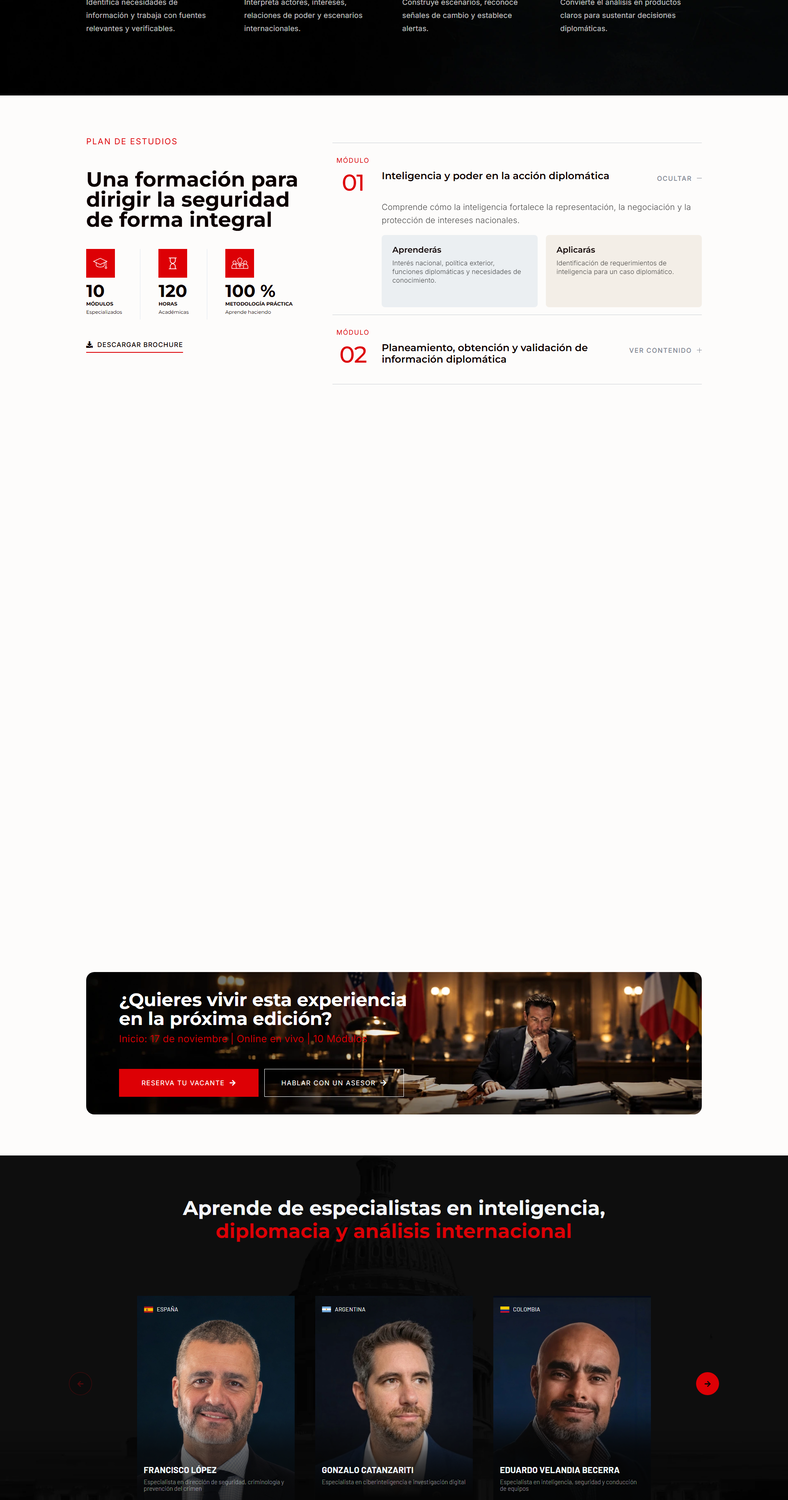 Identifica necesidades de
información y trabaja con fuentes
relevantes y verificables.
Interpreta actores, intereses,
relaciones de poder y escenarios
internacionales.
Construye escenarios, reconoce
señales de cambio y establece
alertas.
Convierte el análisis en productos
claros para sustentar decisiones
diplomáticas.
PLAN DE ESTUDIOS
Una formación para
dirigir la seguridad
de forma integral
10
MÓDULOS
Especializados
120
HORAS
Académicas
100 %
METODOLOGÍA PRÁCTICA
Aprende haciendo
DESCARGAR BROCHURE
MÓDULO
01
Inteligencia y poder en la acción diplomática
OCULTAR −
Comprende cómo la inteligencia fortalece la representación, la negociación y la
protección de intereses nacionales.
Aprenderás
Interés nacional, política exterior,
funciones diplomáticas y necesidades de
conocimiento.
Aplicarás
Identificación de requerimientos de
inteligencia para un caso diplomático.
MÓDULO
02
Planeamiento, obtención y validación de
información diplomática
VER CONTENIDO +
¿Quieres vivir esta experiencia
en la próxima edición?
Inicio: 17 de noviembre | Online en vivo | 10 Módulos
RESERVA TU VACANTE →
HABLAR CON UN ASESOR →
Aprende de especialistas en inteligencia,
diplomacia y análisis internacional
ESPAÑA
FRANCISCO LÓPEZ
Especialista en dirección de seguridad, criminología y
prevención del crimen
ARGENTINA
GONZALO CATANZARITI
Especialista en ciberinteligencia e investigación digital
COLOMBIA
EDUARDO VELANDIA BECERRA
Especialista en inteligencia, seguridad y conducción
de equipos